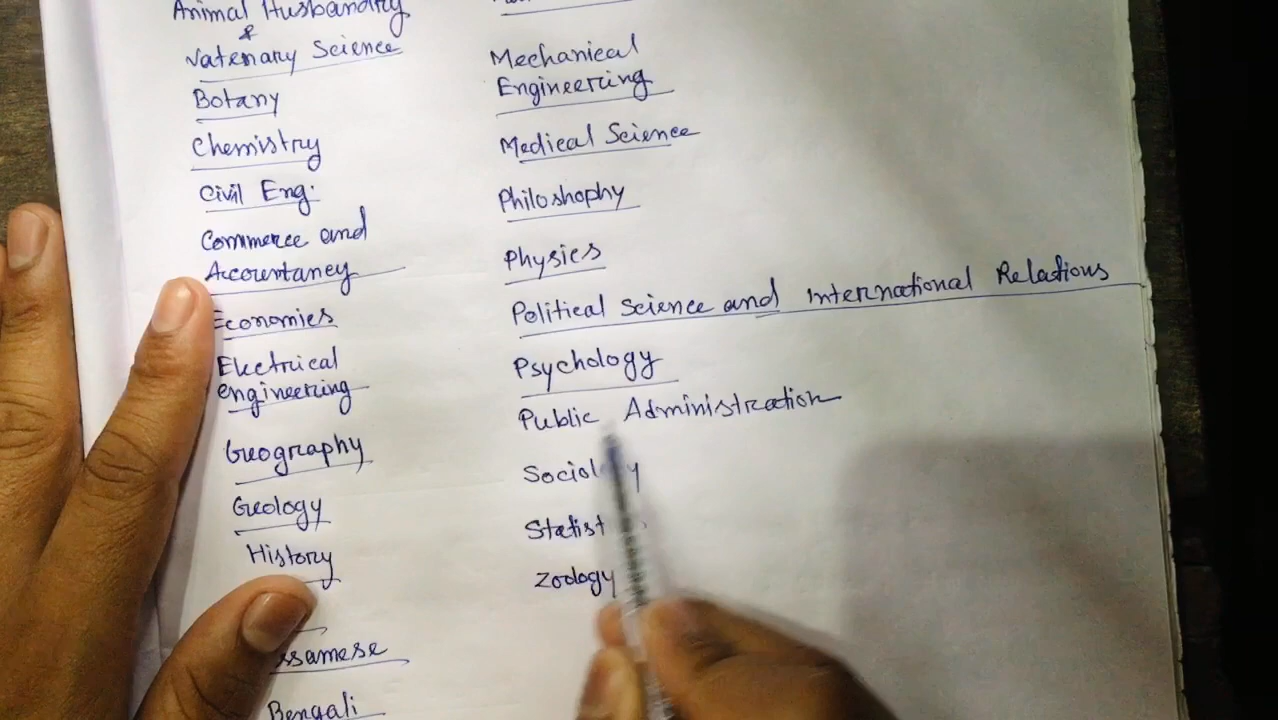 Animal Husbandry
&
Vatenary Science
Botany
Chemistry
Civil Eng.
Commerce and
Accountancy
Economics
Electrical
engineering
Geography
Geology
History
Bengali
Mechanical
Engineering
Medical Science
Philoshophy
Physics
Political Science and International Relations
Psychology
Public Administration
Zoology